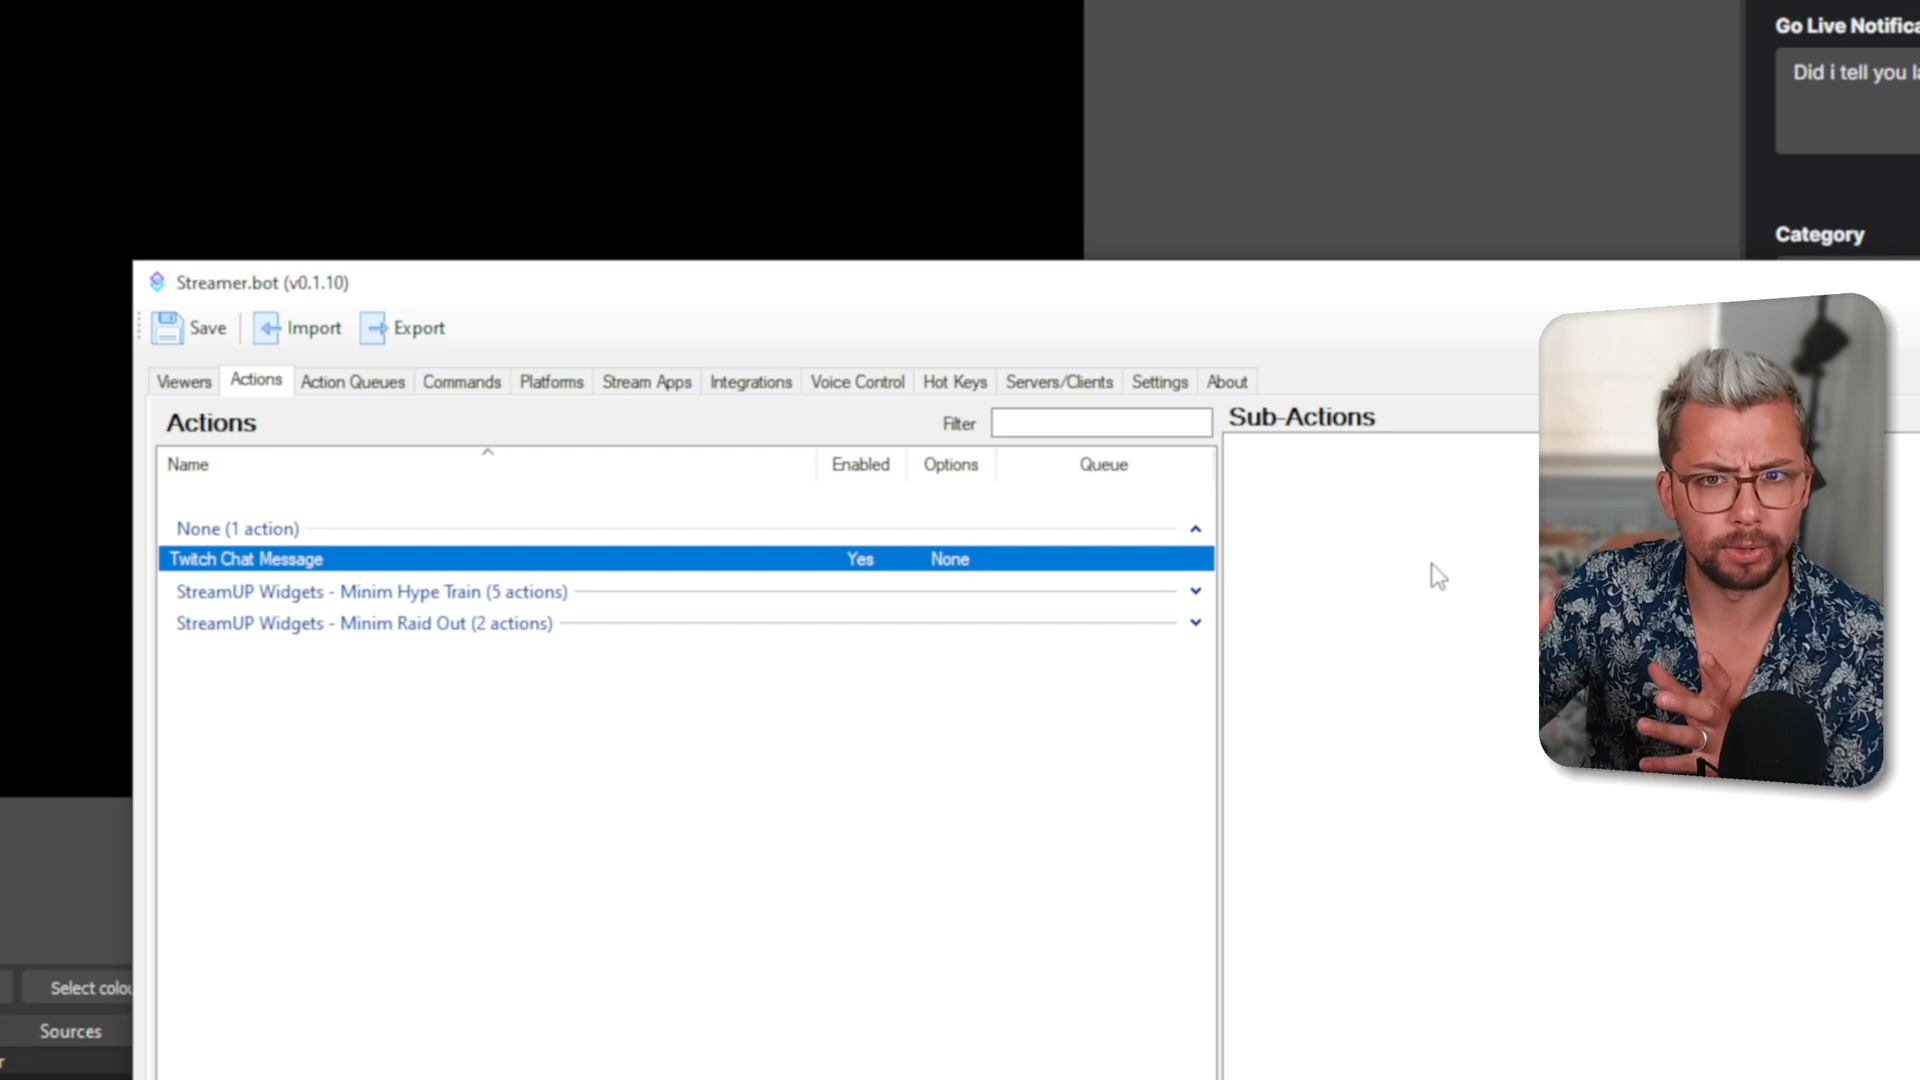 Go Live Notifica
Did i tell you l
Category
Streamer.bot (v0.1.10)
Save Import Export
Viewers Actions Action Queues Commands Platforms Stream Apps Integrations Voice Control Hot Keys Servers/Clients Settings About
Actions Filter Sub-Actions
Name Enabled Options Queue
None (1 action)
Twitch Chat Message Yes None
StreamUP Widgets - Minim Hype Train (5 actions)
StreamUP Widgets - Minim Raid Out (2 actions)
Select colou
Sources
r